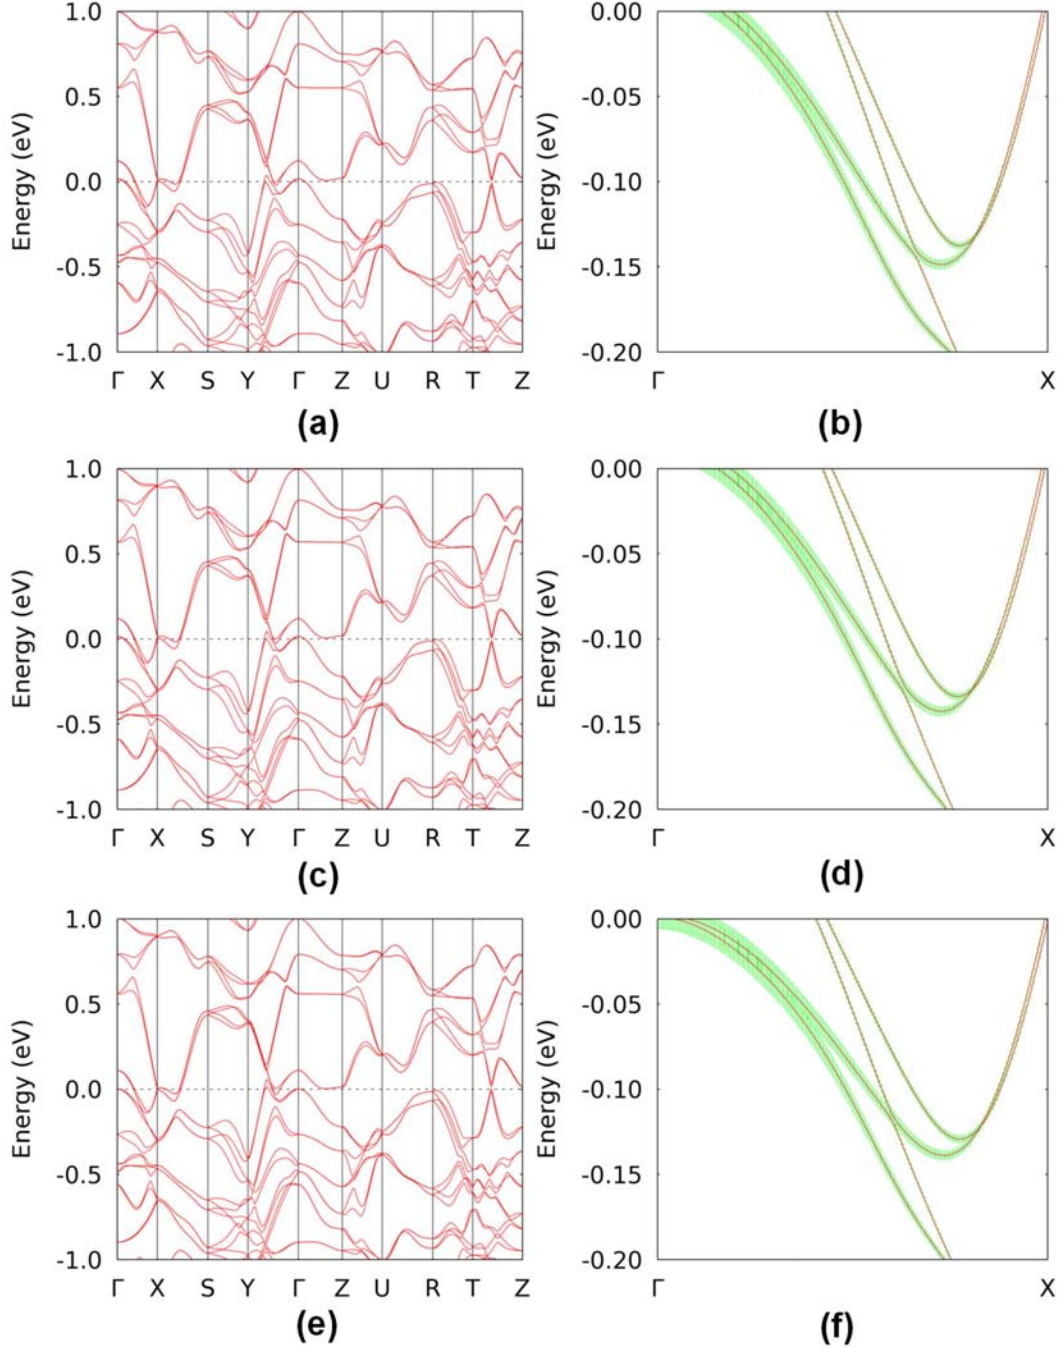 1.0
0.5
0.0
-0.5
-1.0
Energy (eV)
Γ X S Y Γ Z U R T Z
(a)
0.00
-0.05
-0.10
-0.15
-0.20
Energy (eV)
Γ X
(b)
1.0
0.5
0.0
-0.5
-1.0
Energy (eV)
Γ X S Y Γ Z U R T Z
(c)
0.00
-0.05
-0.10
-0.15
-0.20
Energy (eV)
Γ X
(d)
1.0
0.5
0.0
-0.5
-1.0
Energy (eV)
Γ X S Y Γ Z U R T Z
(e)
0.00
-0.05
-0.10
-0.15
-0.20
Energy (eV)
Γ X
(f)